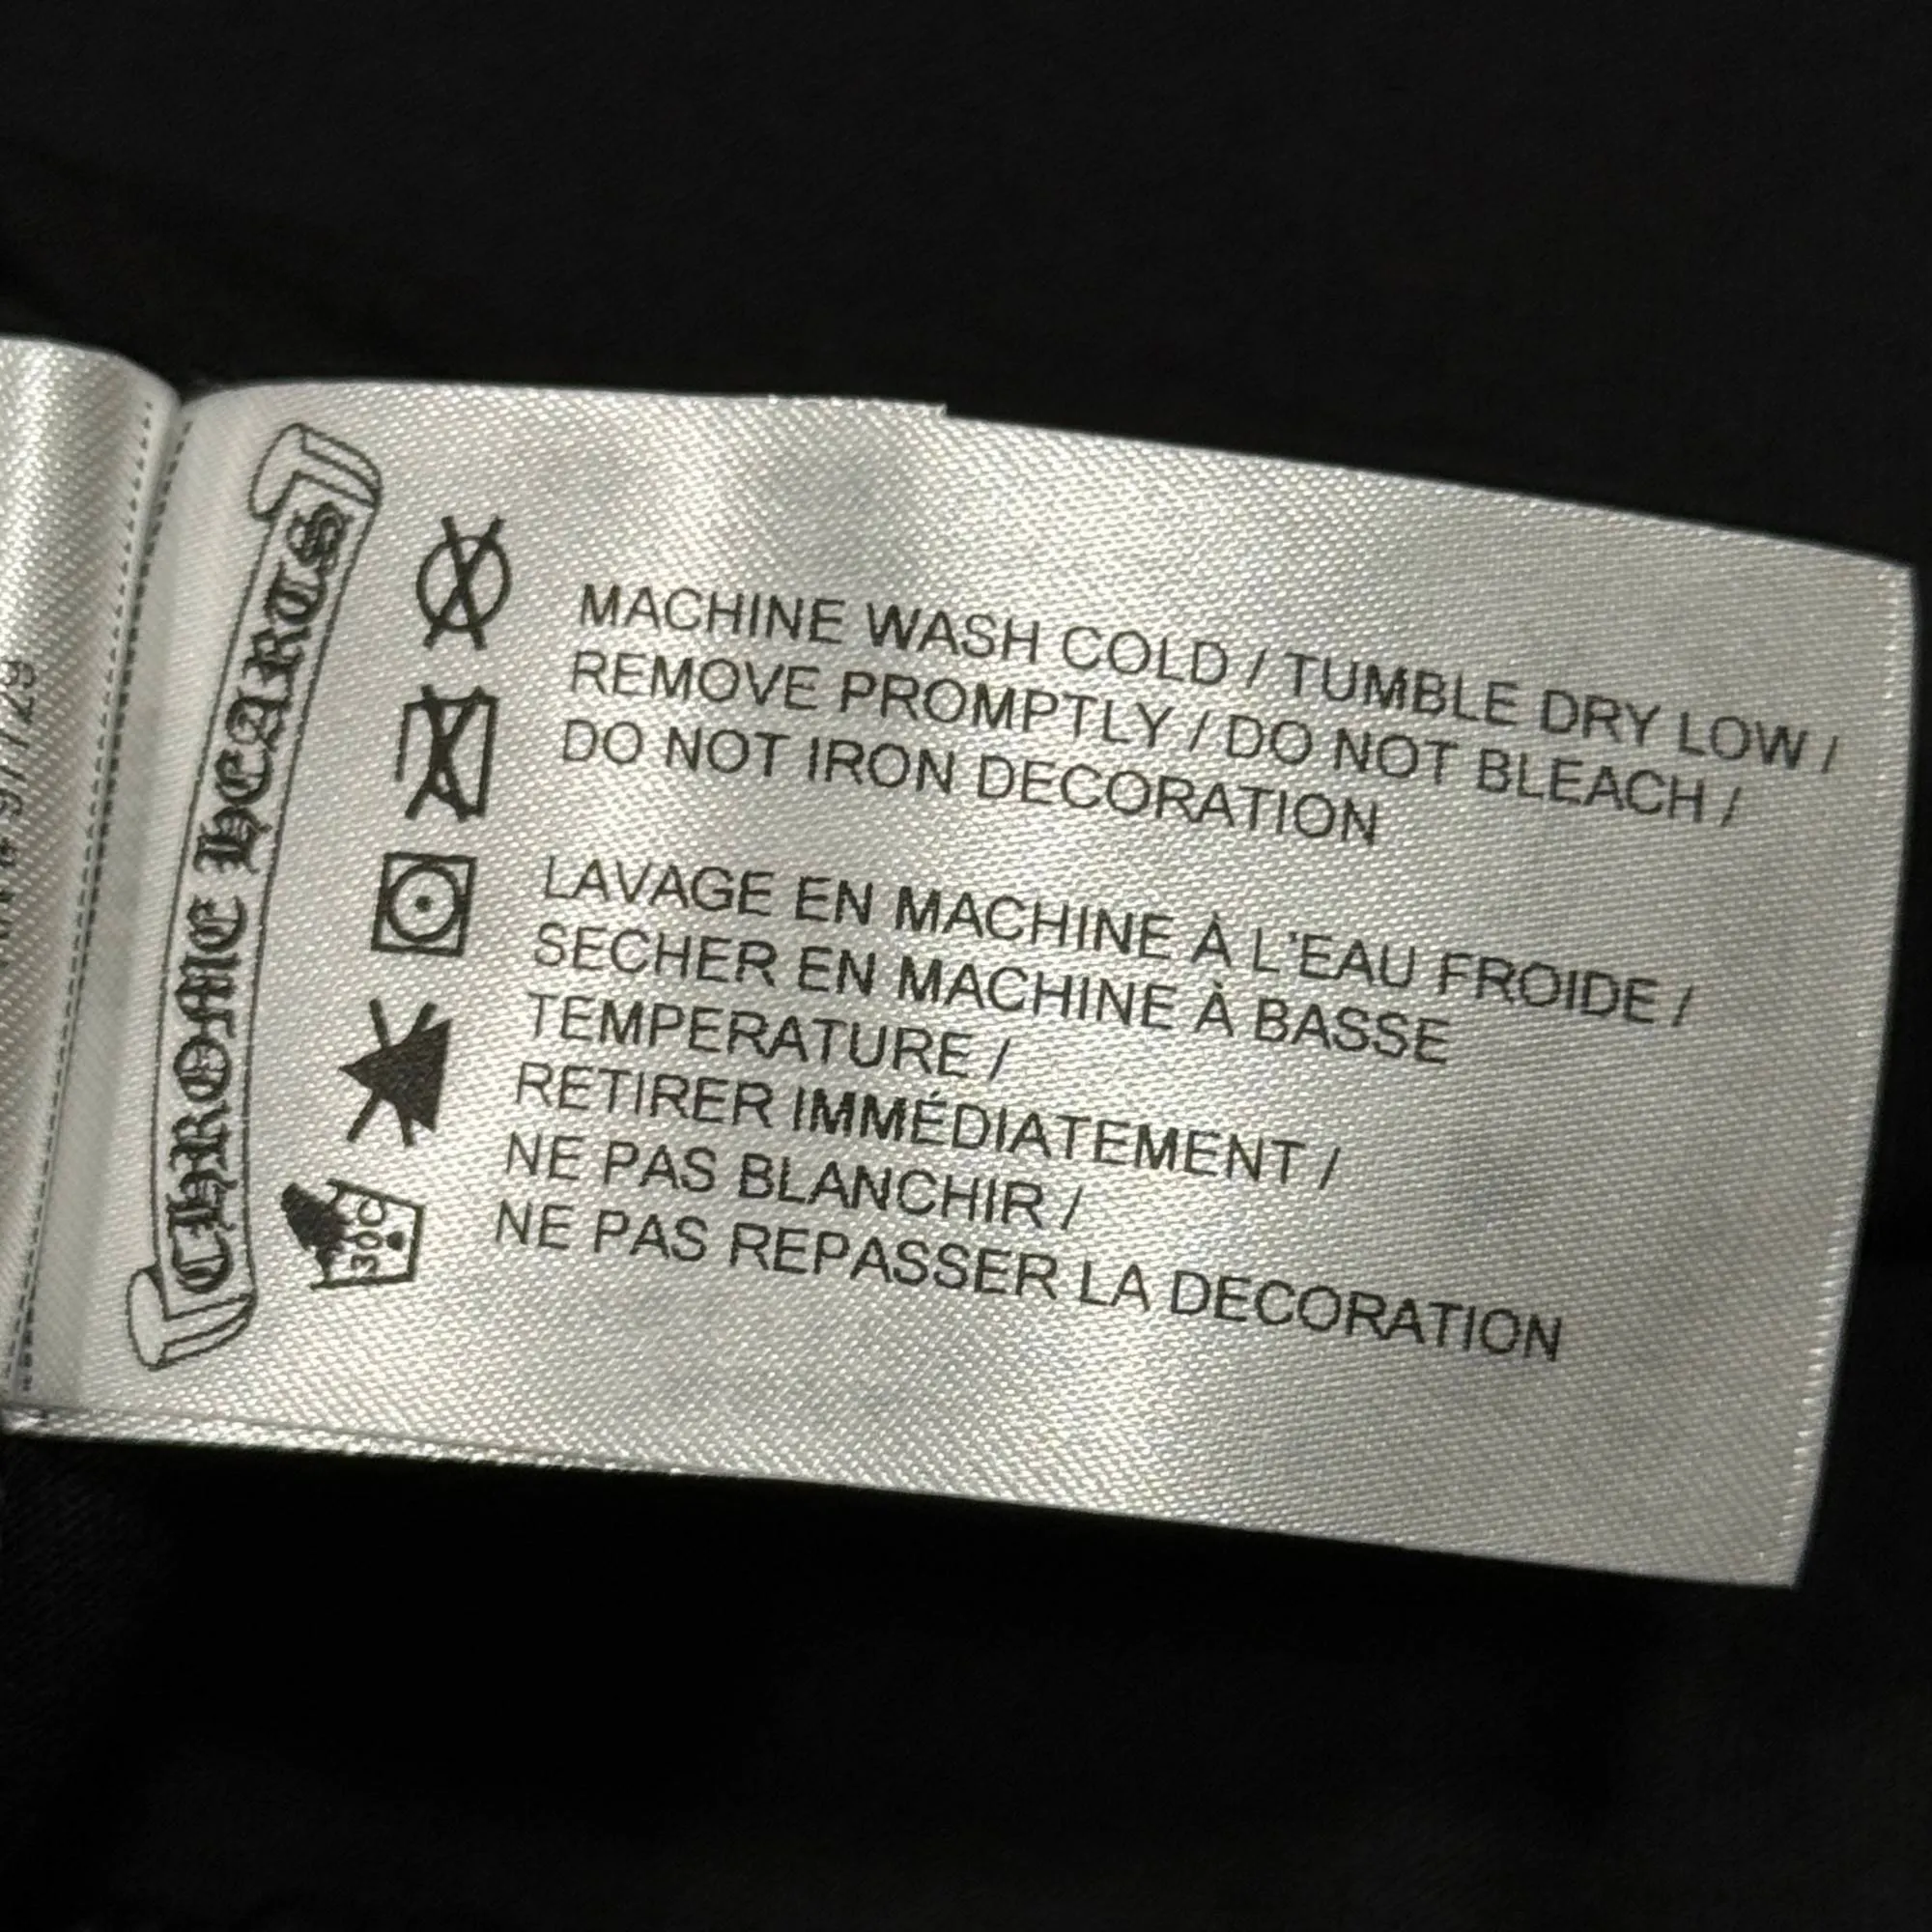 CHROME HEARTS
MACHINE WASH COLD / TUMBLE DRY LOW /
REMOVE PROMPTLY / DO NOT BLEACH /
DO NOT IRON DECORATION
LAVAGE EN MACHINE À L'EAU FROIDE /
SECHER EN MACHINE À BASSE
TEMPERATURE /
RETIRER IMMÉDIATEMENT /
NE PAS BLANCHIR /
NE PAS REPASSER LA DECORATION
A
30C